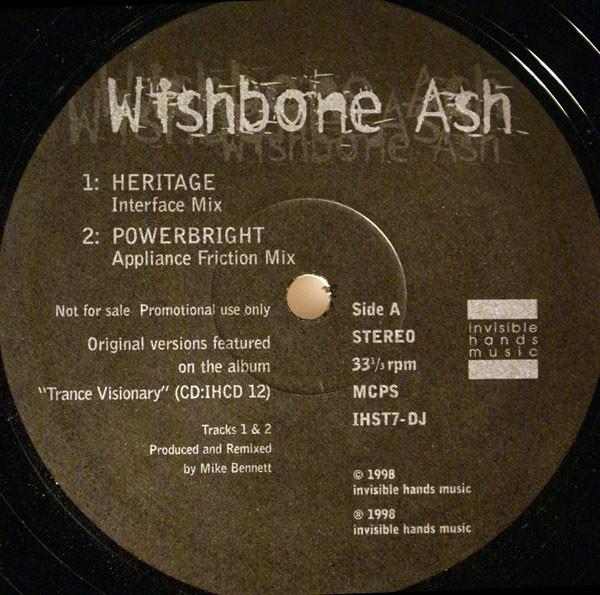 Wishbone Ash
1: HERITAGE
Interface Mix
2: POWERBRIGHT
Appliance Friction Mix
Not for sale Promotional use only
Original versions featured
on the album
"Trance Visionary" (CD:IHCD 12)
Tracks 1 & 2
Produced and Remixed
by Mike Bennett
Side A
STEREO
33 1/3 rpm
MCPS
IHST7-DJ
© 1998
invisible hands music
® 1998
invisible hands music
invisible
hands
music